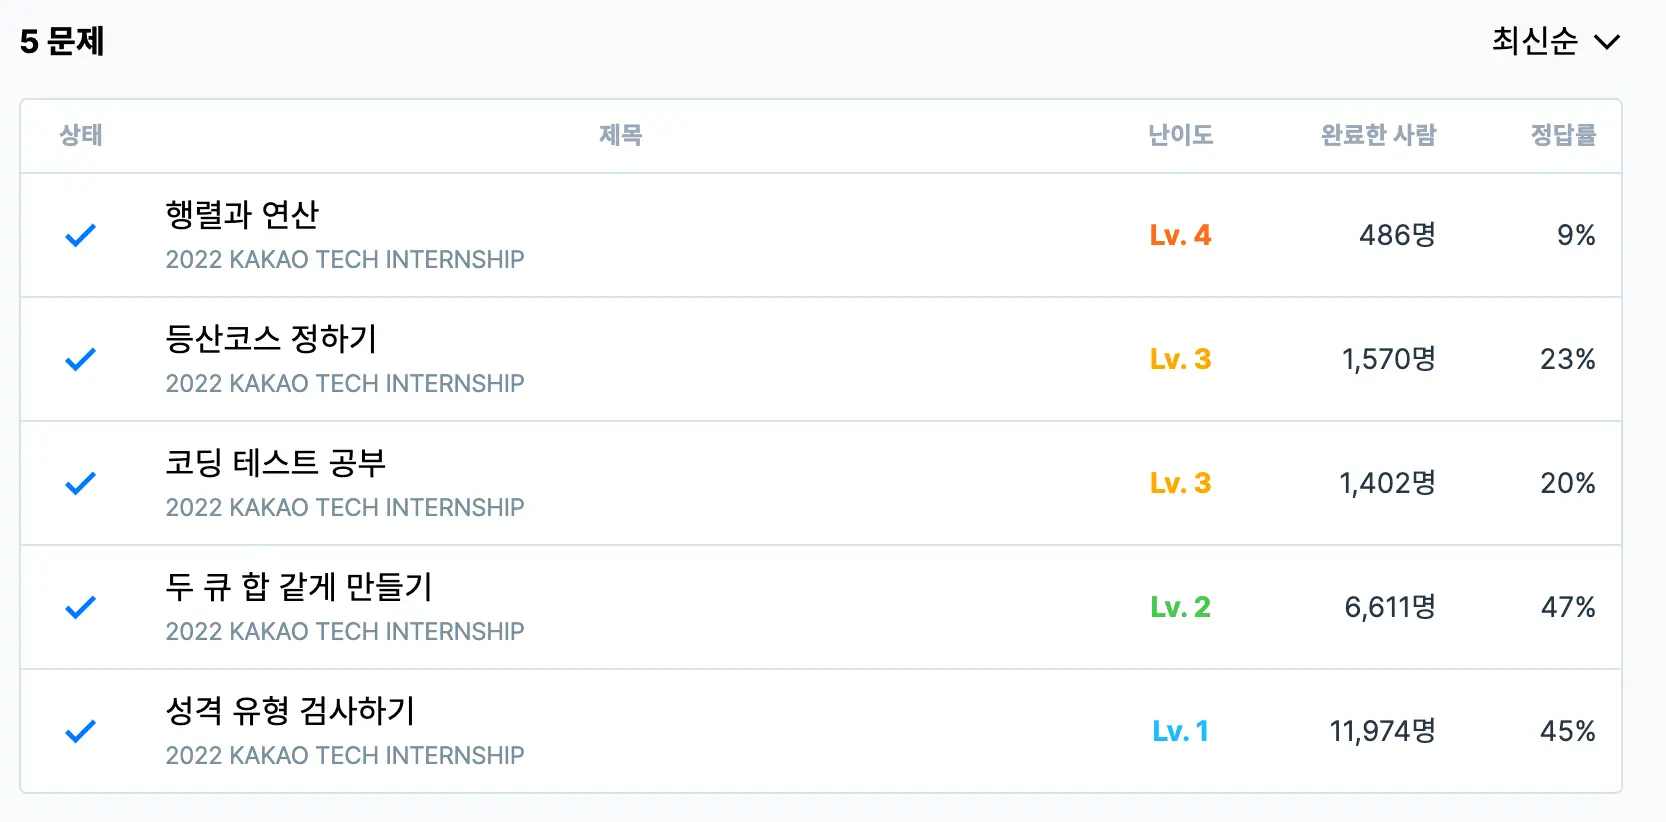 5 문제
최신순
상태 제목 난이도 완료한 사람 정답률
행렬과 연산
2022 KAKAO TECH INTERNSHIP
Lv. 4 486명 9%
등산코스 정하기
2022 KAKAO TECH INTERNSHIP
Lv. 3 1,570명 23%
코딩 테스트 공부
2022 KAKAO TECH INTERNSHIP
Lv. 3 1,402명 20%
두 큐 합 같게 만들기
2022 KAKAO TECH INTERNSHIP
Lv. 2 6,611명 47%
성격 유형 검사하기
2022 KAKAO TECH INTERNSHIP
Lv. 1 11,974명 45%